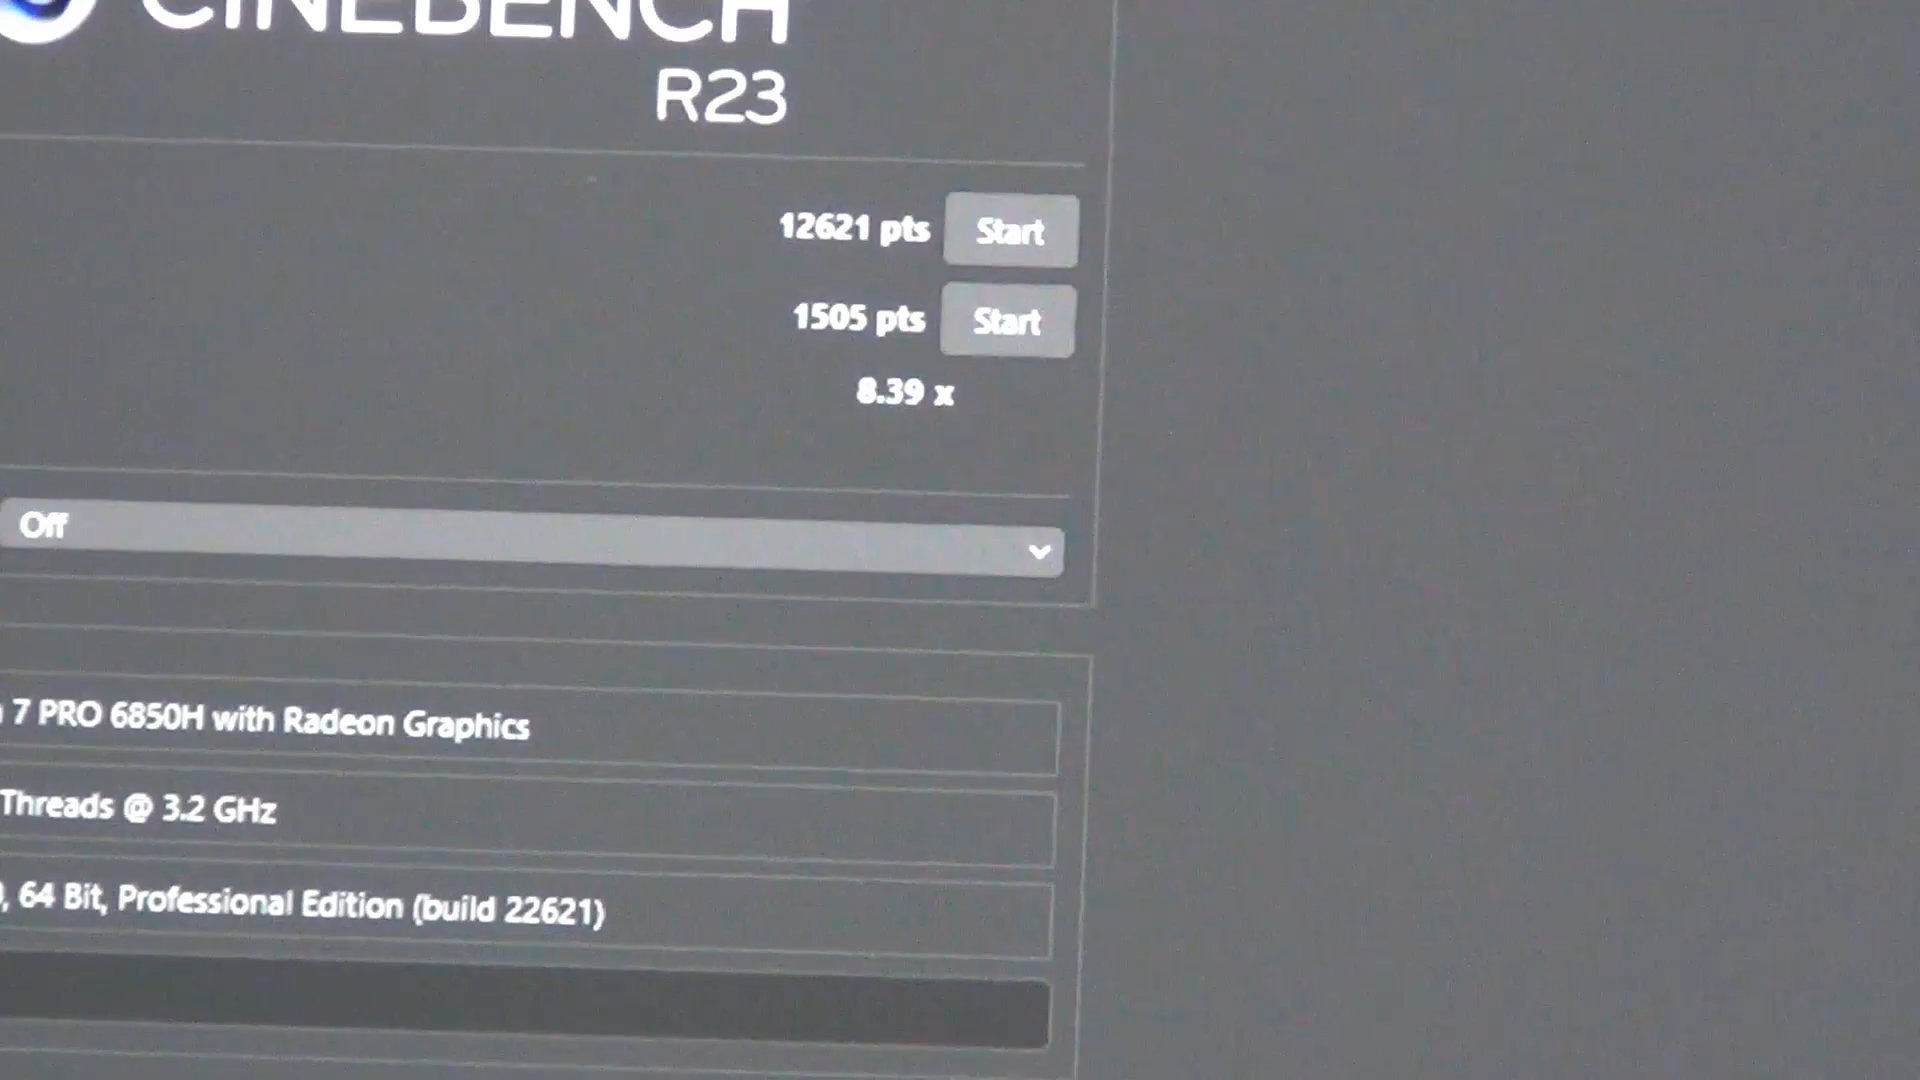 CINEBENCH
R23
12621 pts Start
1505 pts Start
8.39 x
Off
7 PRO 6850H with Radeon Graphics
Threads @ 3.2 GHz
, 64 Bit, Professional Edition (build 22621)